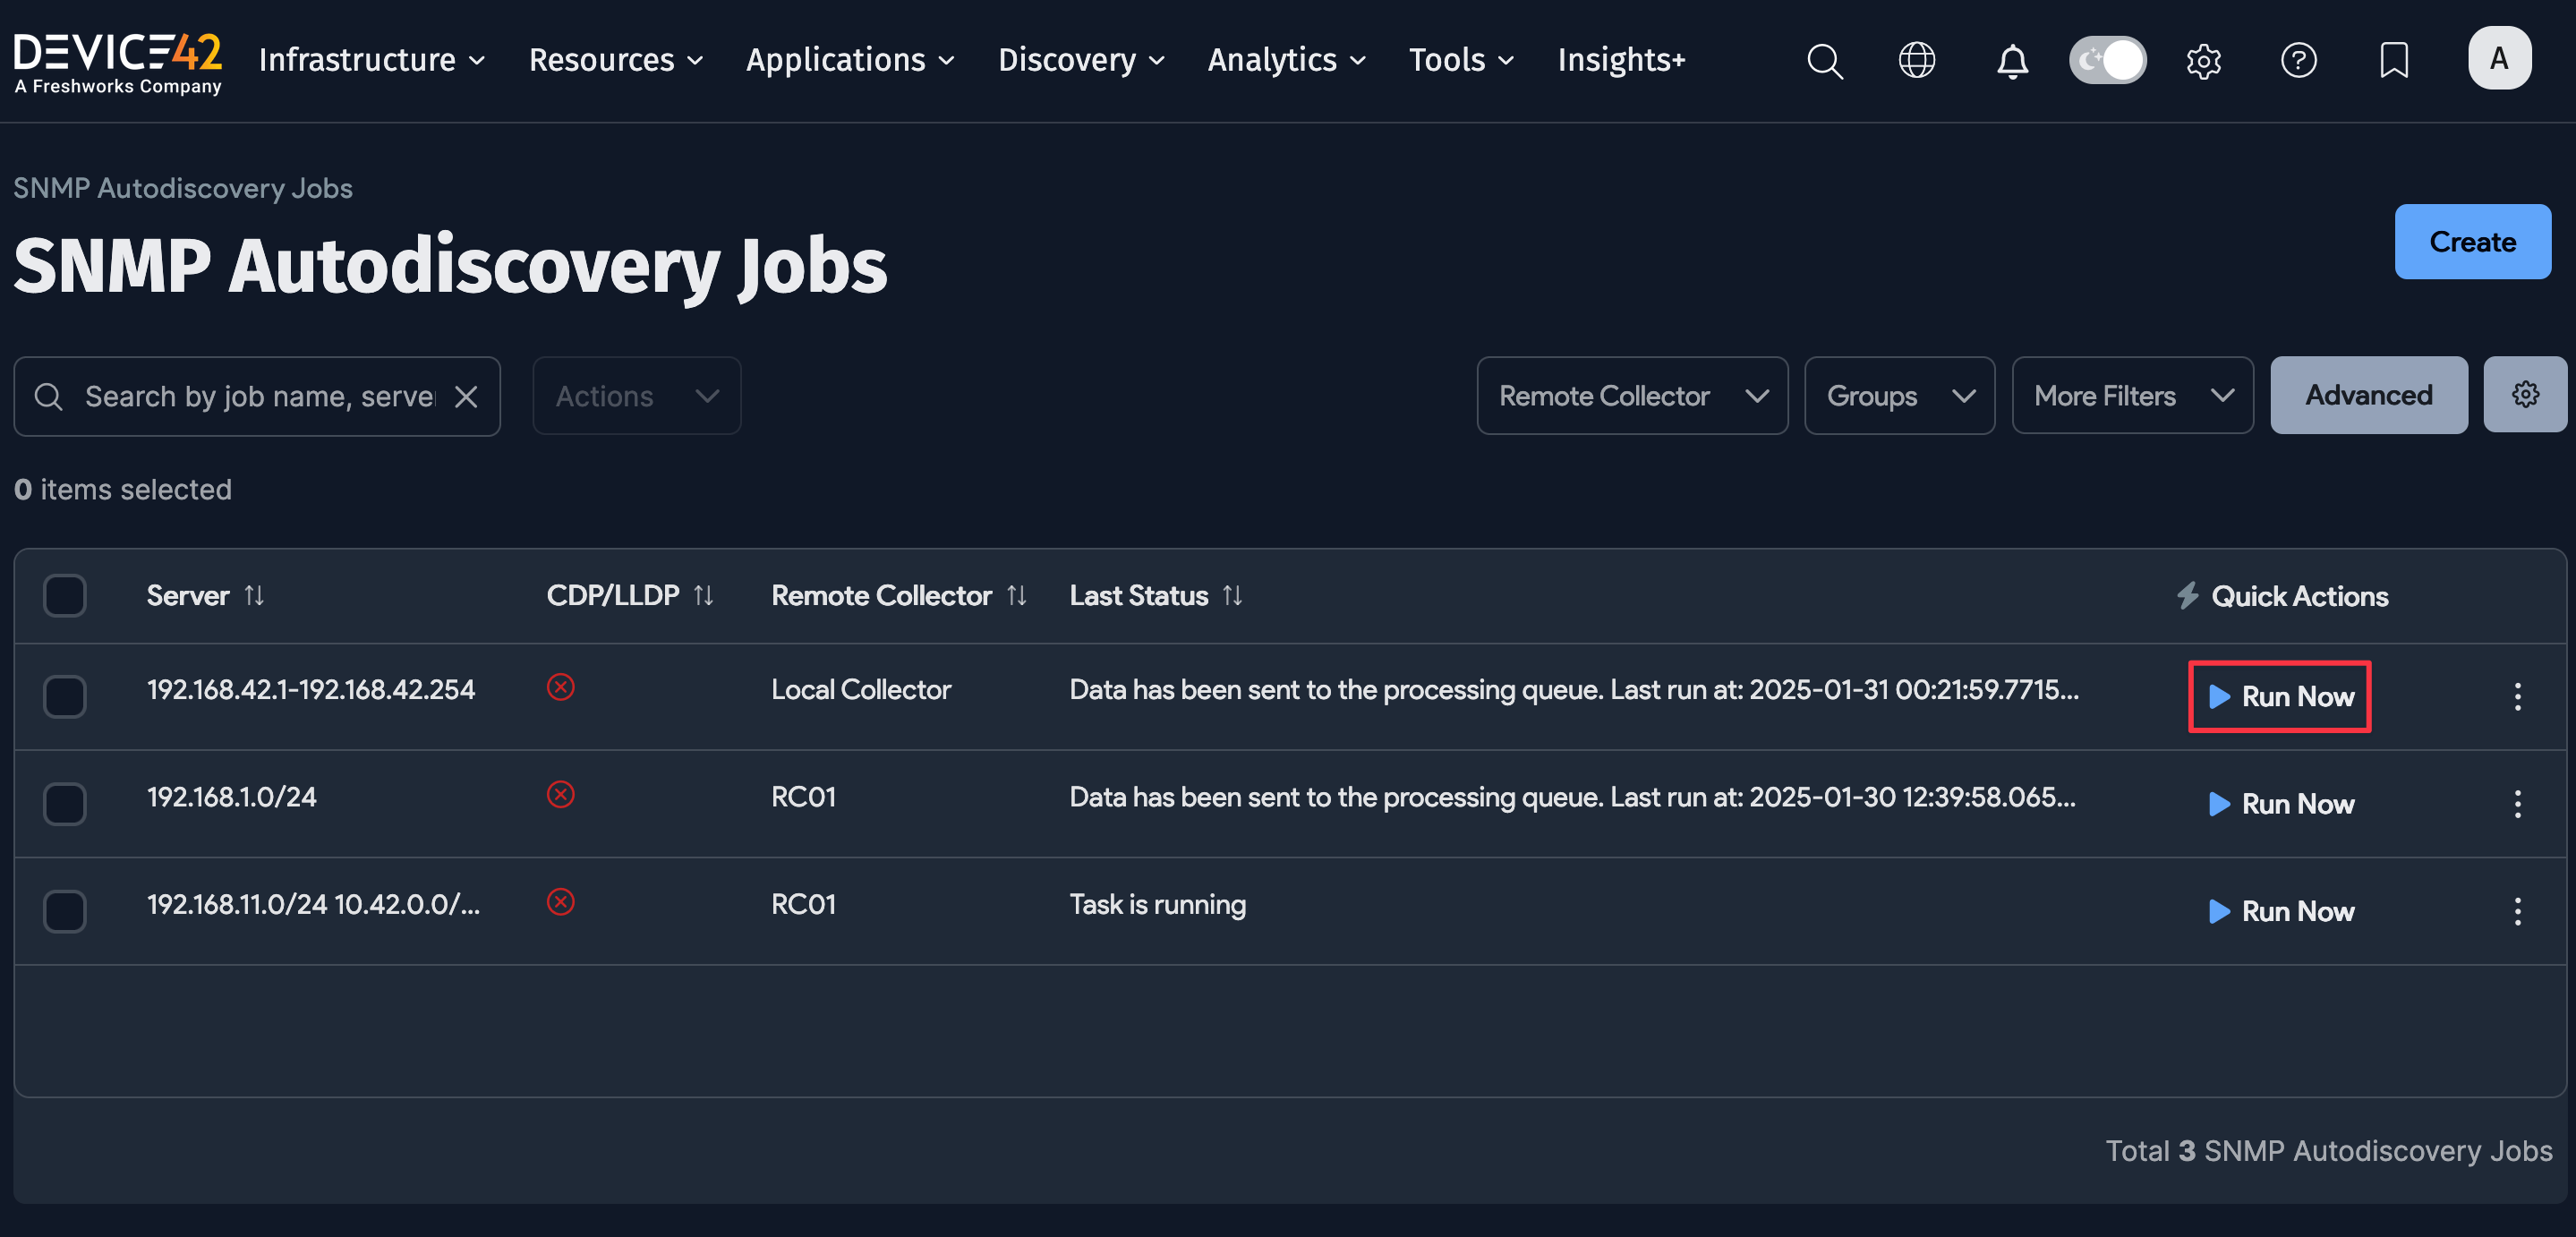 DEVICE42
A Freshworks Company
Infrastructure Resources Applications Discovery Analytics Tools Insights+
A
SNMP Autodiscovery Jobs
SNMP Autodiscovery Jobs
Create
Search by job name, serve
Actions
Remote Collector
Groups
More Filters
Advanced
0 items selected
Server CDP/LLDP Remote Collector Last Status Quick Actions
192.168.42.1-192.168.42.254 Local Collector Data has been sent to the processing queue. Last run at: 2025-01-31 00:21:59.7715... Run Now
192.168.1.0/24 RC01 Data has been sent to the processing queue. Last run at: 2025-01-30 12:39:58.065... Run Now
192.168.11.0/24 10.42.0.0/... RC01 Task is running Run Now
Total 3 SNMP Autodiscovery Jobs